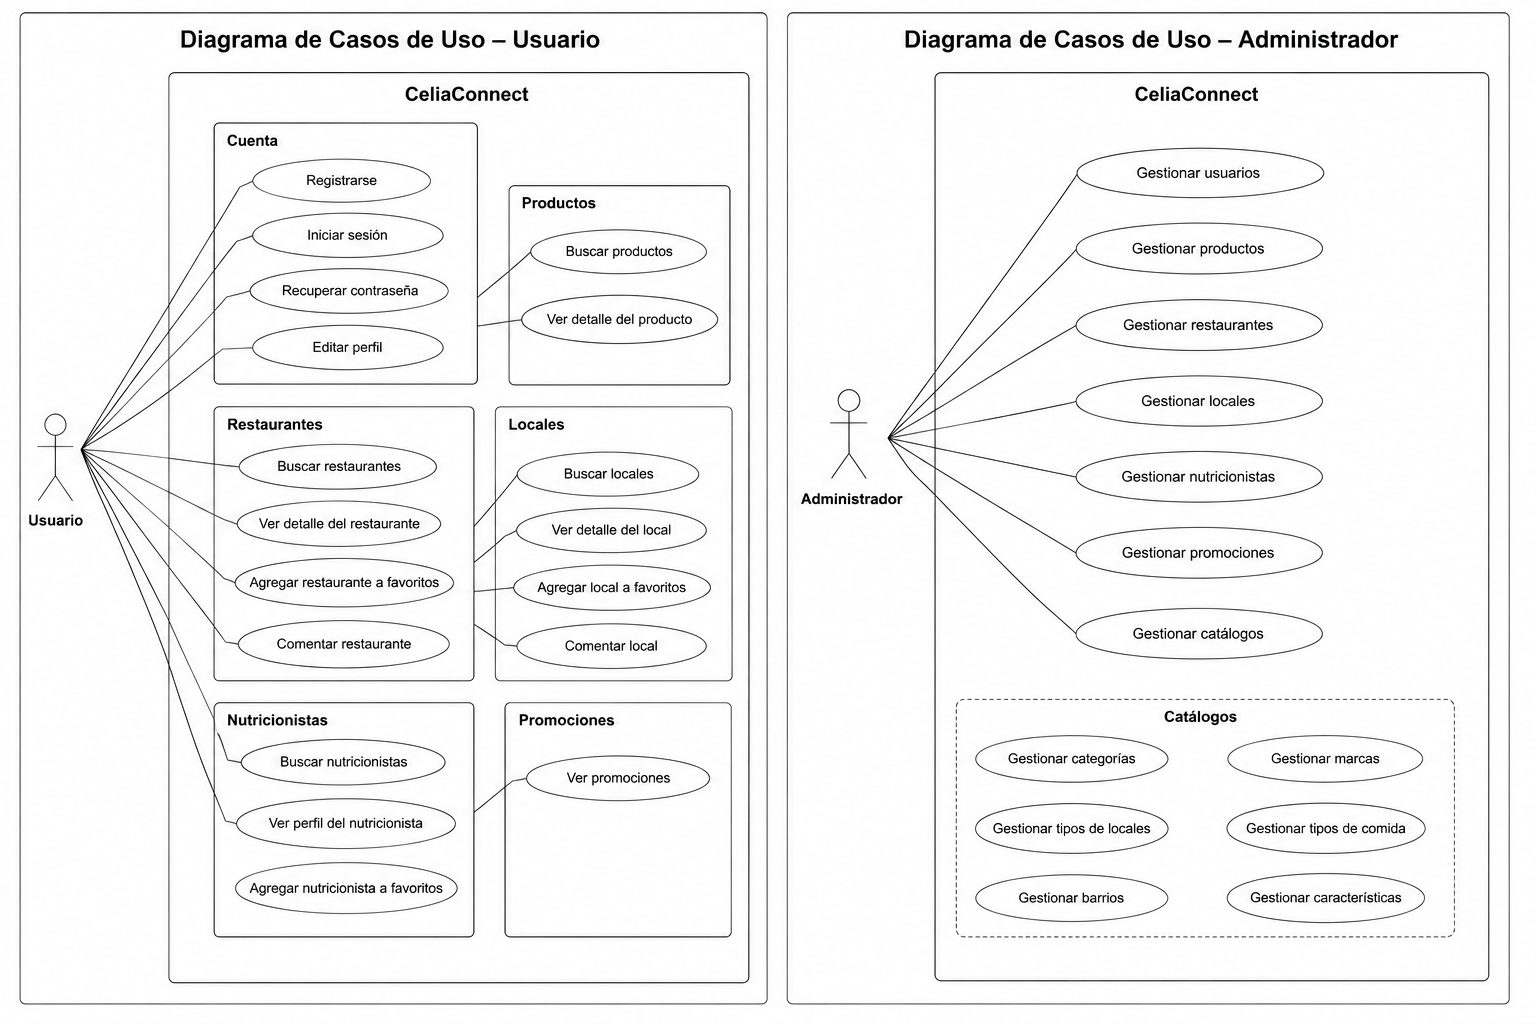 Diagrama de Casos de Uso – Usuario
CeliaConnect
Cuenta
Registrarse
Iniciar sesión
Recuperar contraseña
Editar perfil
Productos
Buscar productos
Ver detalle del producto
Usuario
Restaurantes
Buscar restaurantes
Ver detalle del restaurante
Agregar restaurante a favoritos
Comentar restaurante
Locales
Buscar locales
Ver detalle del local
Agregar local a favoritos
Comentar local
Nutricionistas
Buscar nutricionistas
Ver perfil del nutricionista
Agregar nutricionista a favoritos
Promociones
Ver promociones
Diagrama de Casos de Uso – Administrador
CeliaConnect
Administrador
Gestionar usuarios
Gestionar productos
Gestionar restaurantes
Gestionar locales
Gestionar nutricionistas
Gestionar promociones
Gestionar catálogos
Catálogos
Gestionar categorías
Gestionar marcas
Gestionar tipos de locales
Gestionar tipos de comida
Gestionar barrios
Gestionar características